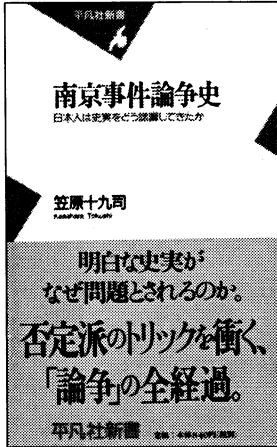 平凡社新書
南京事件論争史
日本人は史実をどう認識してきたか
笠原十九司
Kasahara Tokushi
明白な史実が
なぜ問題とされるのか。
否定派のトリックを衝く、
「論争」の全経過。
平凡社新書